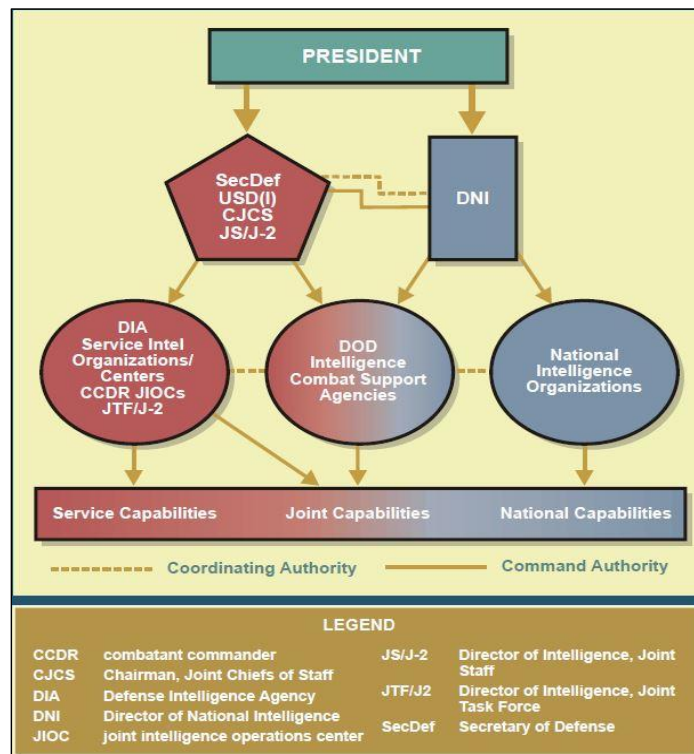 PRESIDENT
SecDef
USD(I)
CJCS
JS/J-2
DNI
DIA
Service Intel
Organizations/
Centers
CCDR JIOCs
JTF/J-2
DOD
Intelligence
Combat Support
Agencies
National
Intelligence
Organizations
Service Capabilities
Joint Capabilities
National Capabilities
Coordinating Authority
Command Authority
LEGEND
CCDR combatant commander
CJCS Chairman, Joint Chiefs of Staff
DIA Defense Intelligence Agency
DNI Director of National Intelligence
JIOC joint intelligence operations center
JS/J-2 Director of Intelligence, Joint
Staff
JTF/J2 Director of Intelligence, Joint
Task Force
SecDef Secretary of Defense